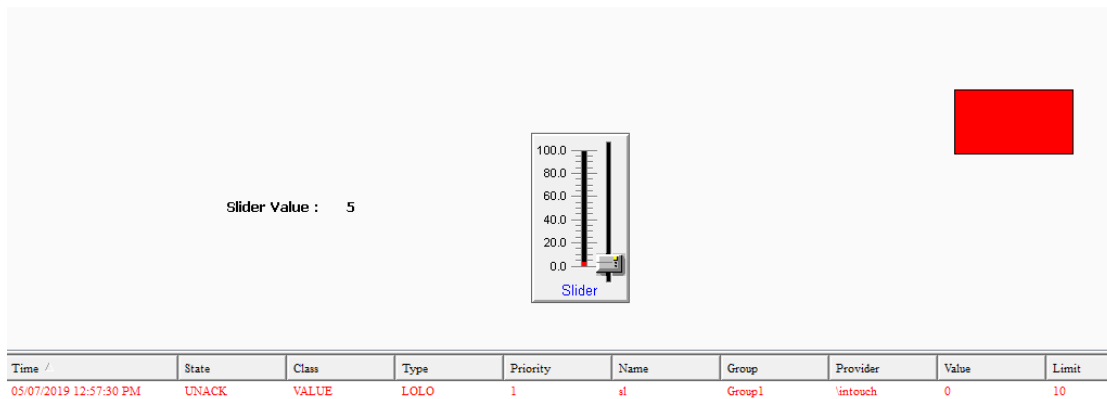 100.0
80.0
60.0
Slider Value : 5
40.0
20.0
0.0
Slider
Time / State Class Type Priority Name Group Provider Value Limit
05/07/2019 12:57:30 PM UNACK VALUE LOLO 1 sl Group1 \intouch 0 10